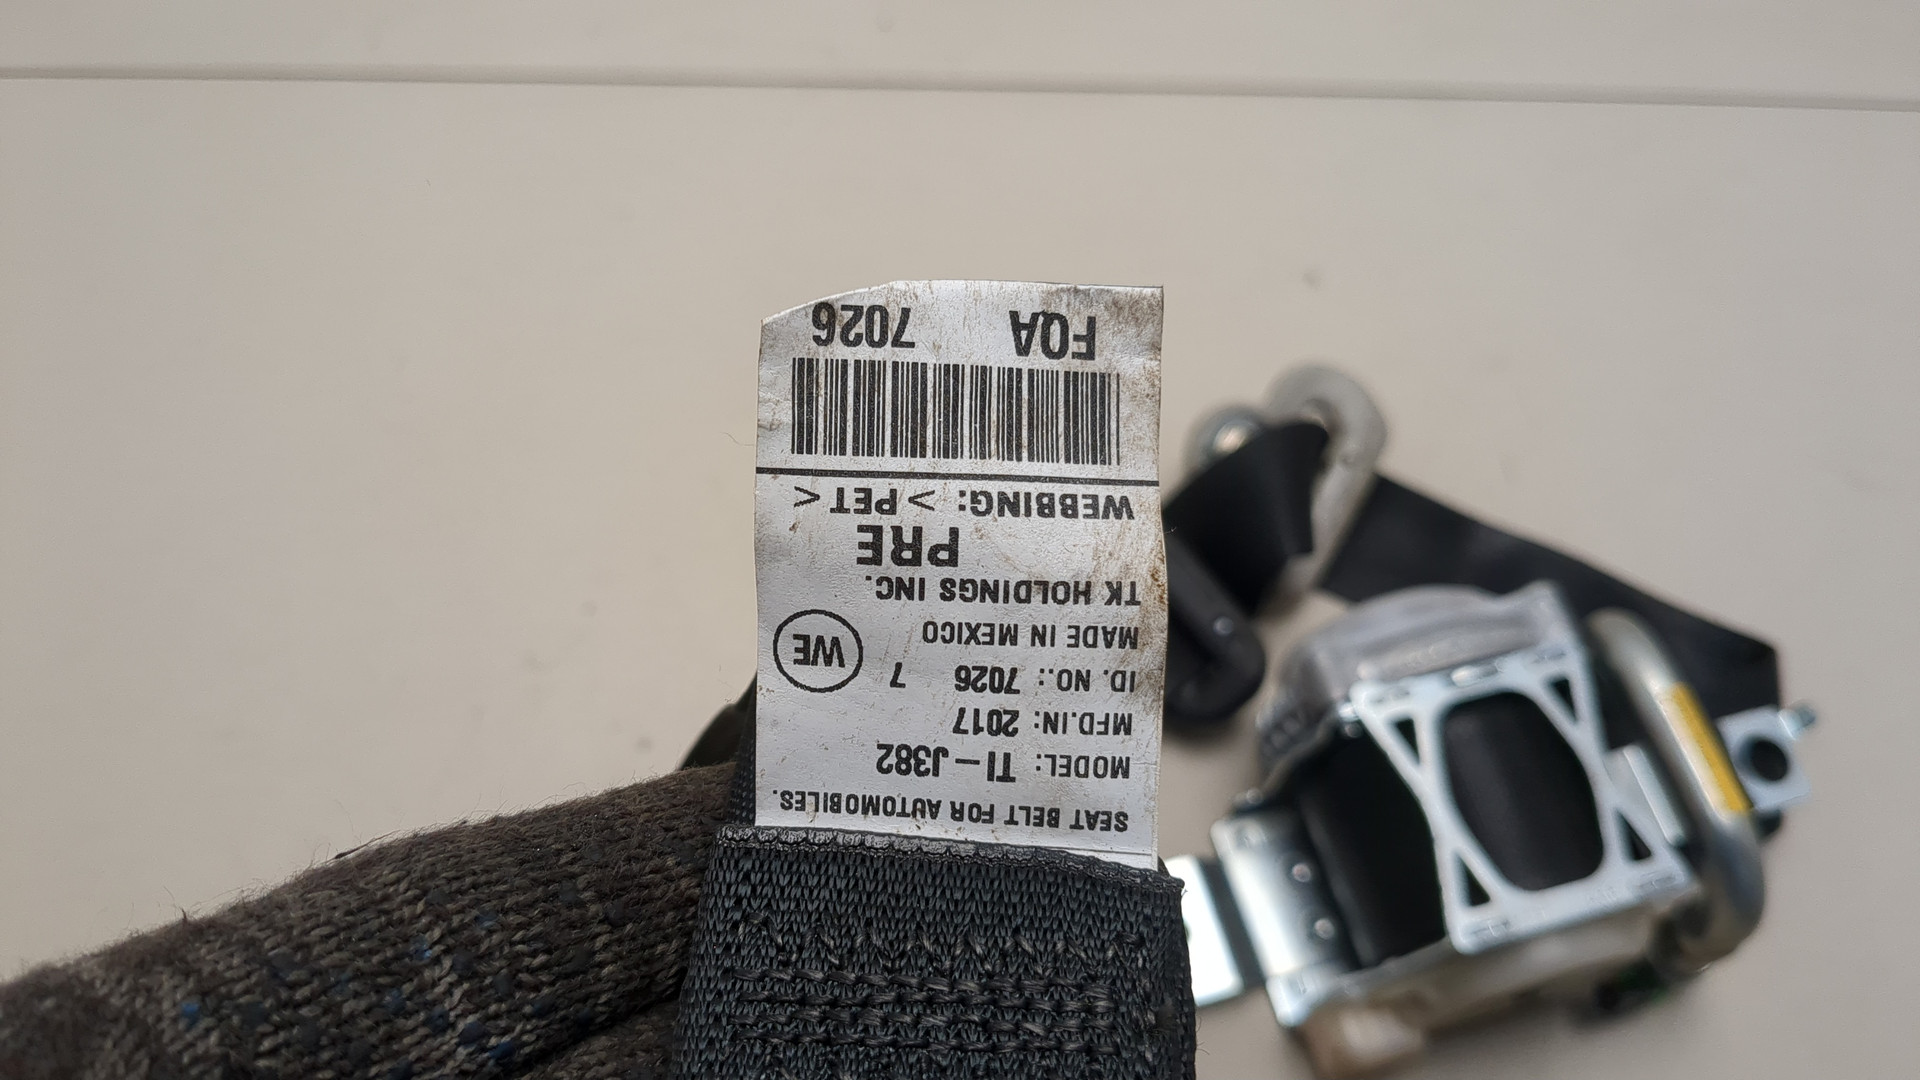 SEAT BELT FOR AUTOMOBILES.
MODEL: TI-J382
MFD.IN: 2017
ID. NO.: 7026 7
MADE IN MEXICO
WE
TK HOLDINGS INC.
PRE
WEBBING: >PET<
FQA 7026